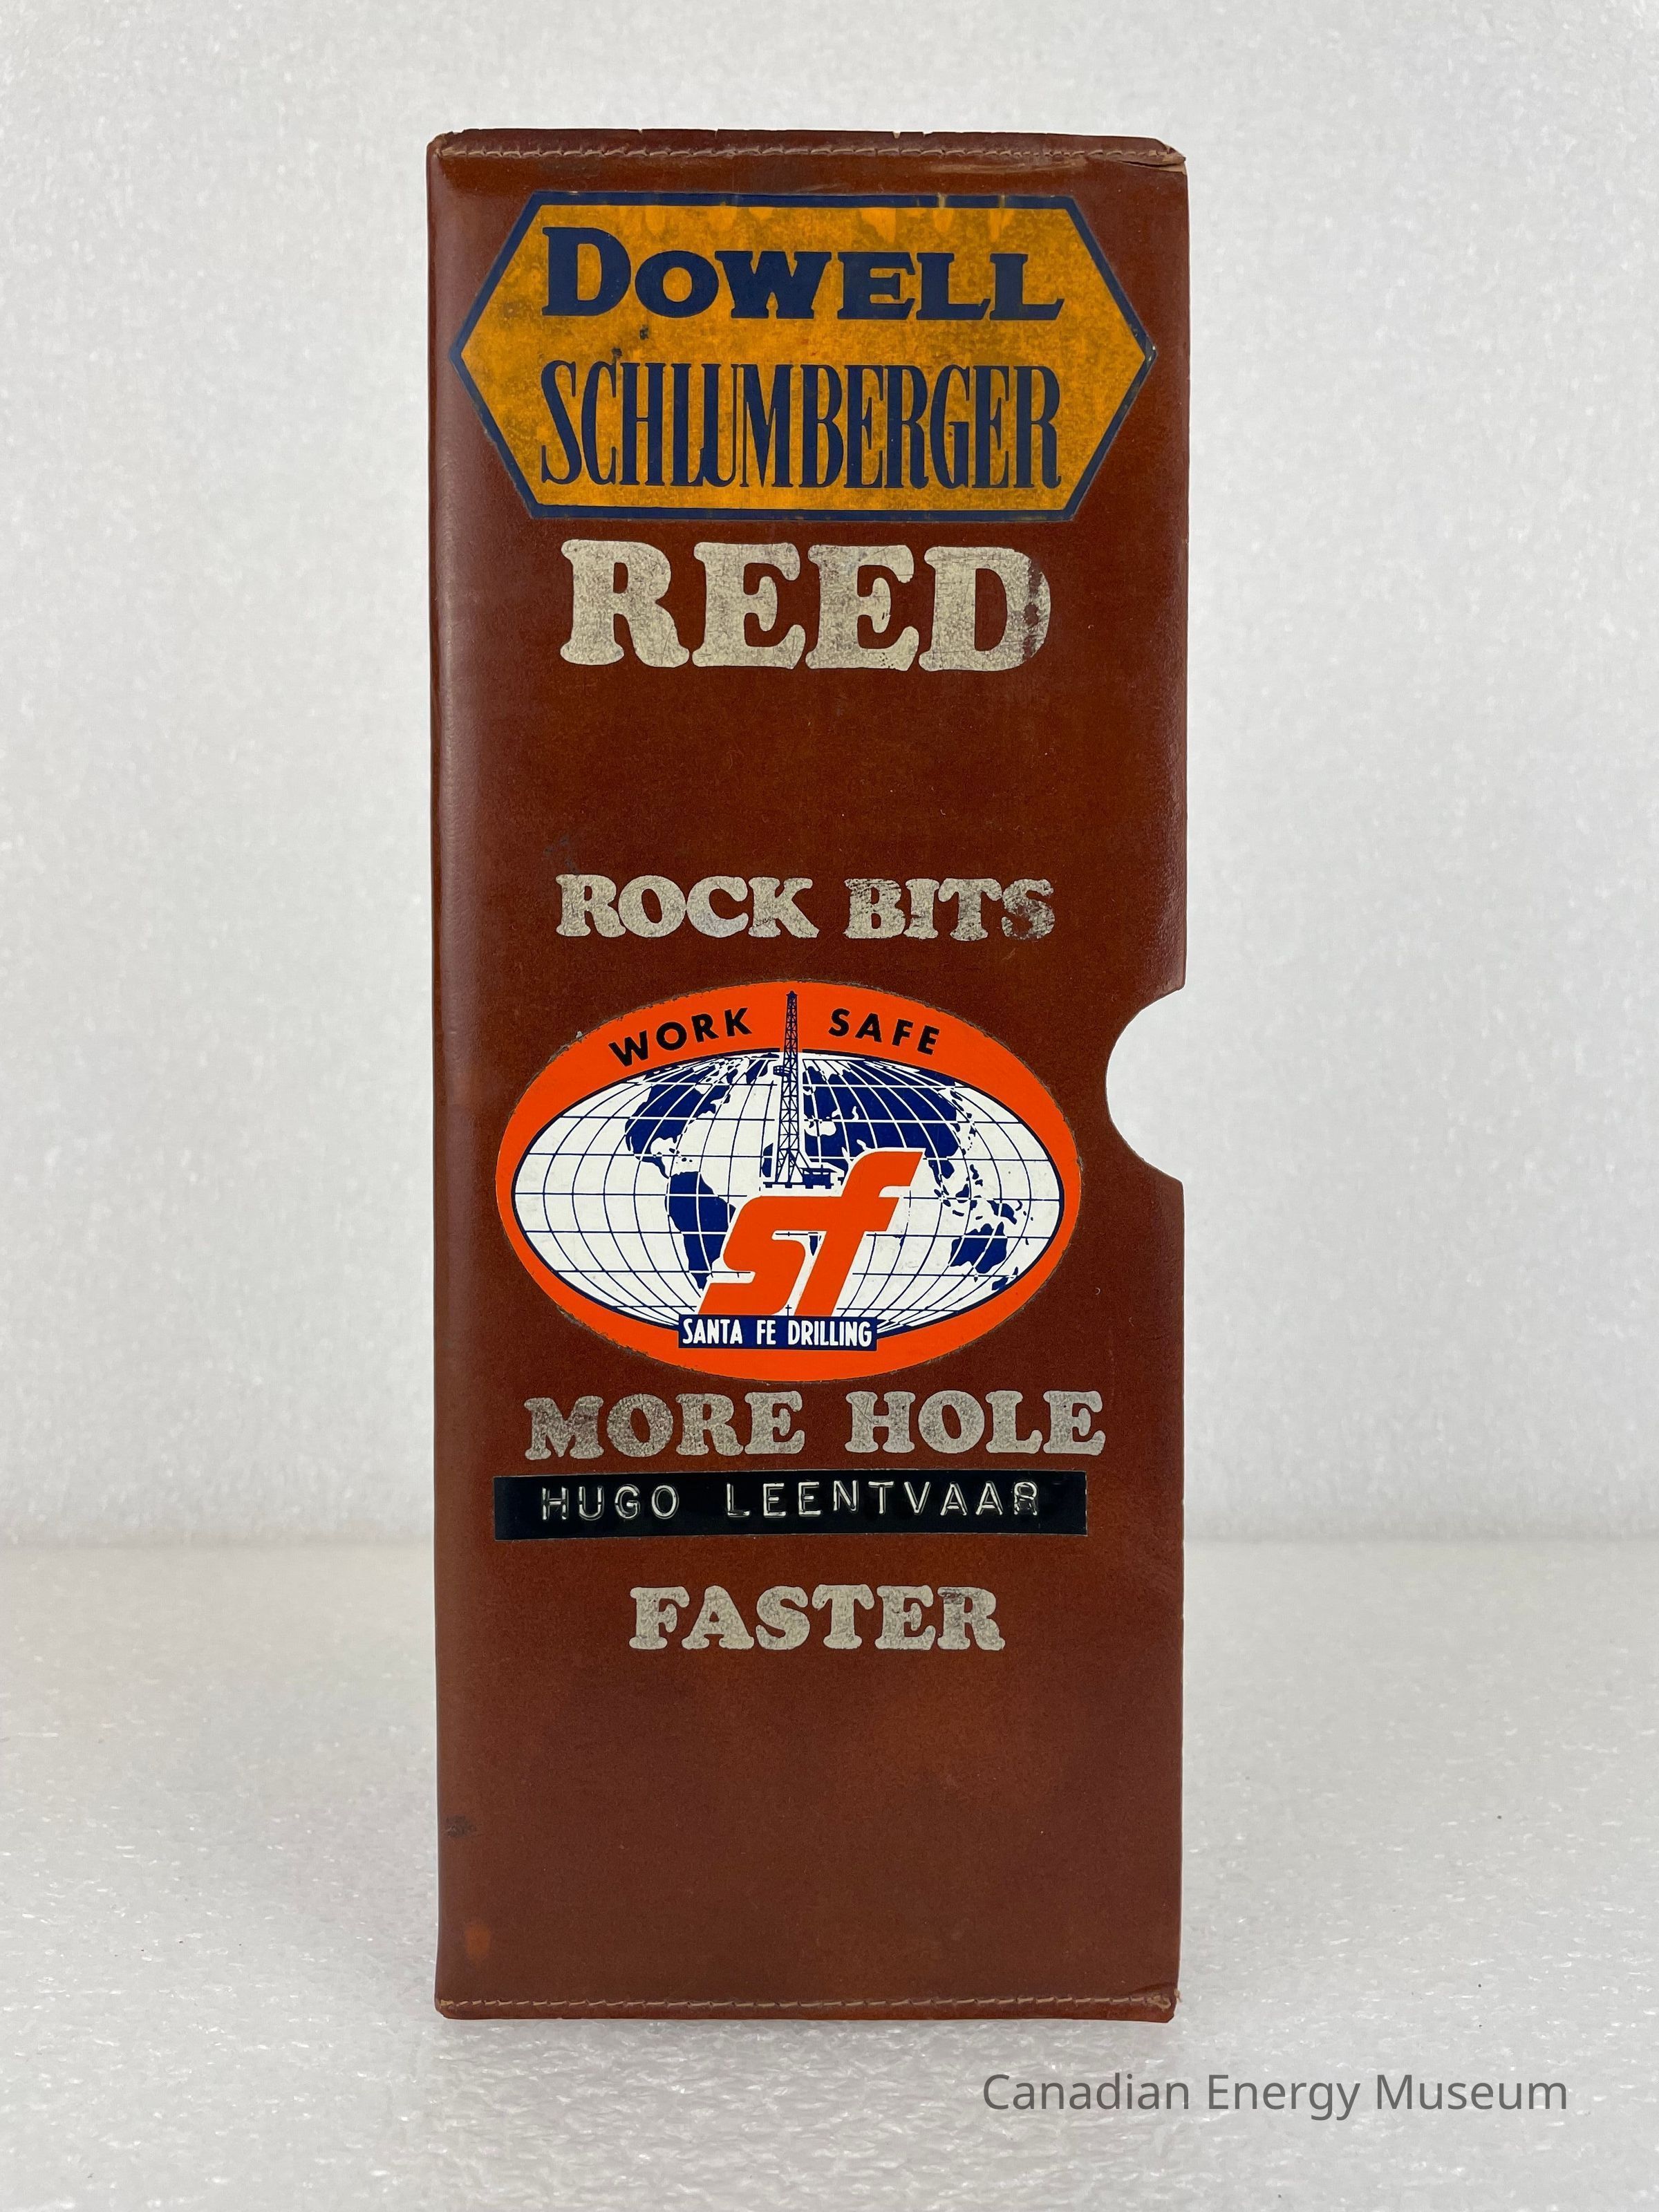 DOWELL
SCHLUMBERGER
REED
ROCK BITS
WORK SAFE
sf
SANTA FE DRILLING
MORE HOLE
HUGO LEENTVAAR
FASTER
Canadian Energy Museum